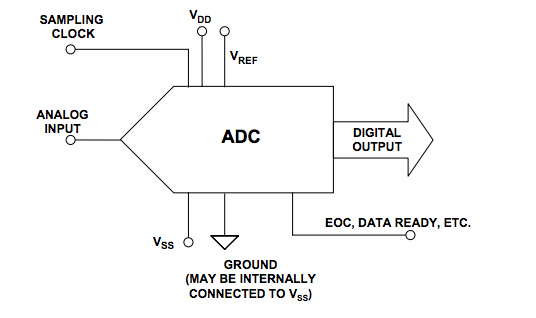 SAMPLING
CLOCK
VDD
VREF
ANALOG
INPUT
ADC
DIGITAL
OUTPUT
EOC, DATA READY, ETC.
VSS
GROUND
(MAY BE INTERNALLY
CONNECTED TO VSS)